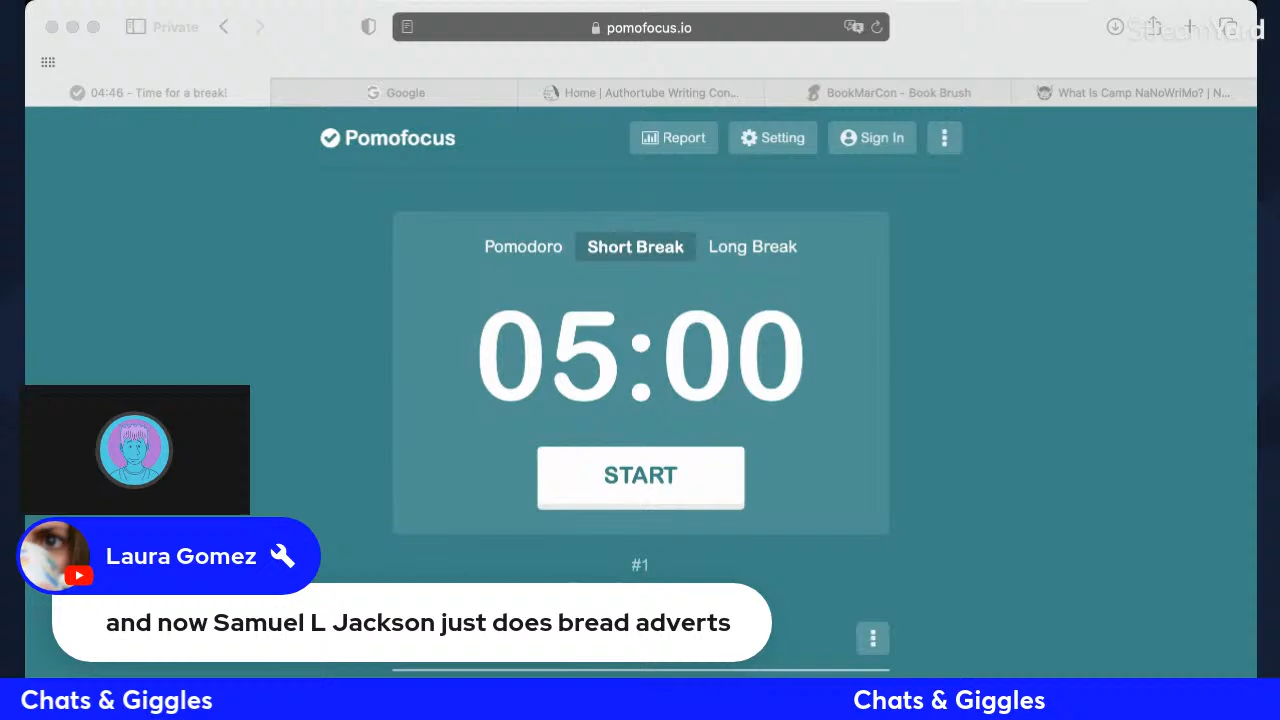 Private
pomofocus.io
StreamYard
04:46 - Time for a break!
Google
Home | Authortube Writing Con...
BookMarCon - Book Brush
What Is Camp NaNoWriMo? | N...
Pomofocus
Report
Setting
Sign In
Pomodoro
Short Break
Long Break
05:00
START
#1
Laura Gomez
and now Samuel L Jackson just does bread adverts
Chats & Giggles
Chats & Giggles